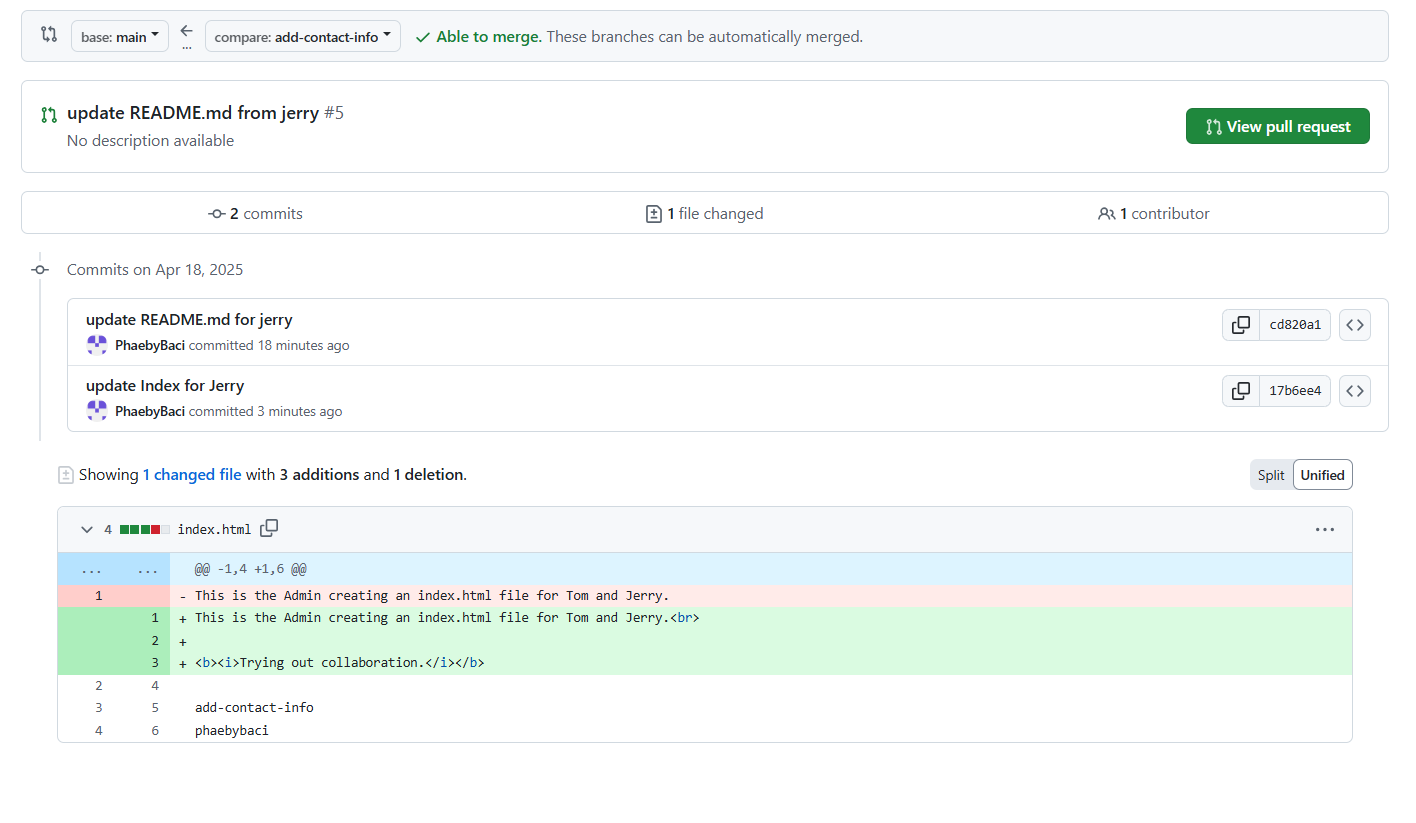 base: main ... compare: add-contact-info Able to merge. These branches can be automatically merged.
update README.md from jerry #5
No description available
View pull request
2 commits 1 file changed 1 contributor
Commits on Apr 18, 2025
update README.md for jerry
PhaebyBaci committed 18 minutes ago
cd820a1
update Index for Jerry
PhaebyBaci committed 3 minutes ago
17b6ee4
Showing 1 changed file with 3 additions and 1 deletion.
Split Unified
4 index.html
... ... @@ -1,4 +1,6 @@
1 - This is the Admin creating an index.html file for Tom and Jerry.
1 + This is the Admin creating an index.html file for Tom and Jerry.<br>
2 +
3 + <b><i>Trying out collaboration.</i></b>
2 4
3 5 add-contact-info
4 6 phaebybaci